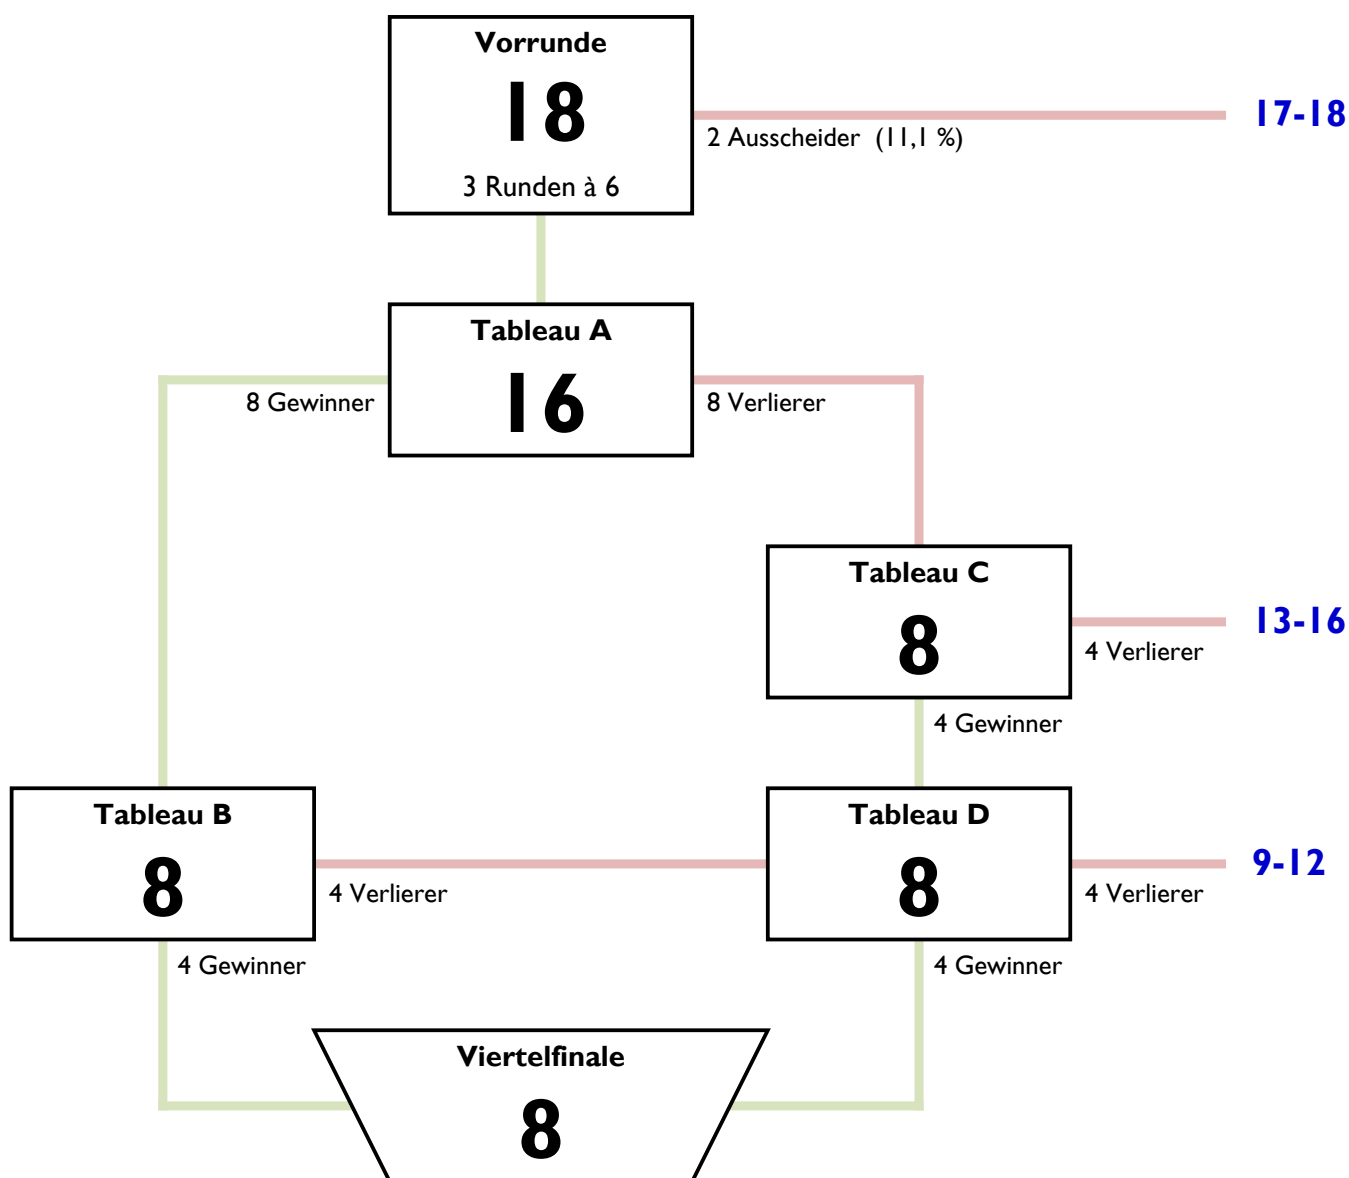 Vorrunde
18
3 Runden à 6
17-18
2 Ausscheider (11,1 %)
Tableau A
16
8 Gewinner
8 Verlierer
Tableau C
8
13-16
4 Verlierer
4 Gewinner
Tableau B
8
4 Verlierer
4 Gewinner
Tableau D
8
9-12
4 Verlierer
4 Gewinner
Viertelfinale
8